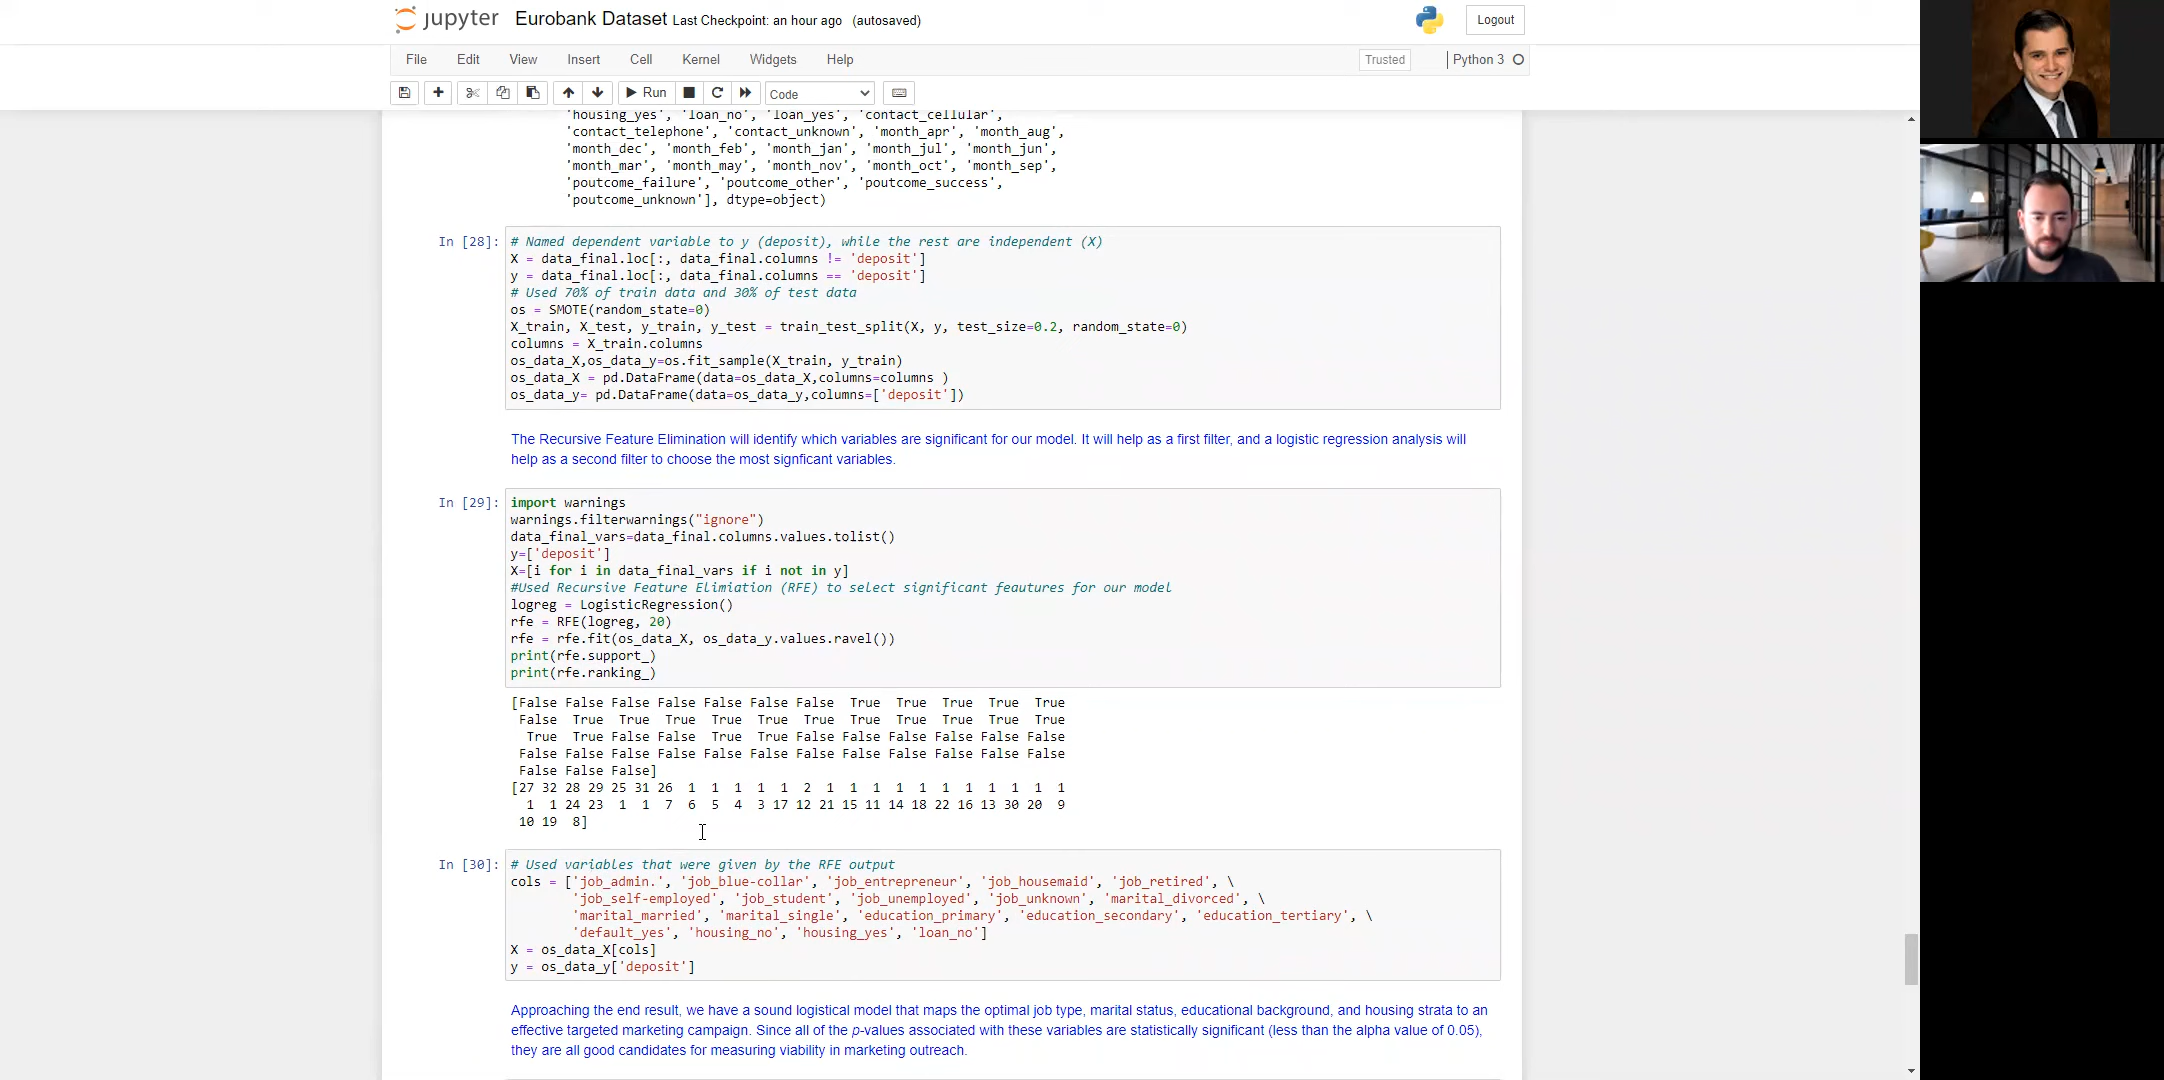 jupyter Eurobank Dataset Last Checkpoint: an hour ago (autosaved) Logout
File Edit View Insert Cell Kernel Widgets Help Trusted Python 3
Run Code
'housing_yes', 'loan_no', 'loan_yes', 'contact_cellular',
'contact_telephone', 'contact_unknown', 'month_apr', 'month_aug',
'month_dec', 'month_feb', 'month_jan', 'month_jul', 'month_jun',
'month_mar', 'month_may', 'month_nov', 'month_oct', 'month_sep',
'poutcome_failure', 'poutcome_other', 'poutcome_success',
'poutcome_unknown'], dtype=object)
In [28]: # Named dependent variable to y (deposit), while the rest are independent (X)
X = data_final.loc[:, data_final.columns != 'deposit']
y = data_final.loc[:, data_final.columns == 'deposit']
# Used 70% of train data and 30% of test data
os = SMOTE(random_state=0)
X_train, X_test, y_train, y_test = train_test_split(X, y, test_size=0.2, random_state=0)
columns = X_train.columns
os_data_X,os_data_y=os.fit_sample(X_train, y_train)
os_data_X = pd.DataFrame(data=os_data_X,columns=columns )
os_data_y= pd.DataFrame(data=os_data_y,columns=['deposit'])
The Recursive Feature Elimination will identify which variables are significant for our model. It will help as a first filter, and a logistic regression analysis will
help as a second filter to choose the most signficant variables.
In [29]: import warnings
warnings.filterwarnings("ignore")
data_final_vars=data_final.columns.values.tolist()
y=['deposit']
X=[i for i in data_final_vars if i not in y]
#Used Recursive Feature Elimiation (RFE) to select significant feautures for our model
logreg = LogisticRegression()
rfe = RFE(logreg, 20)
rfe = rfe.fit(os_data_X, os_data_y.values.ravel())
print(rfe.support_)
print(rfe.ranking_)
[False False False False False False False True True True True True
False True True True True True True True True True True
True True False False True True False False False False False False
False False False False False False False False False False False False
False False False]
[27 32 28 29 25 31 26 1 1 1 1 1 2 1 1 1 1 1 1 1 1 1 1 1
1 1 24 23 1 1 7 6 5 4 3 17 12 21 15 11 14 18 22 16 13 30 20 9
10 19 8]
In [30]: # Used variables that were given by the RFE output
cols = ['job_admin.', 'job_blue-collar', 'job_entrepreneur', 'job_housemaid', 'job_retired', \
'job_self-employed', 'job_student', 'job_unemployed', 'job_unknown', 'marital_divorced', \
'marital_married', 'marital_single', 'education_primary', 'education_secondary', 'education_tertiary', \
'default_yes', 'housing_no', 'housing_yes', 'loan_no']
X = os_data_X[cols]
y = os_data_y['deposit']
Approaching the end result, we have a sound logistical model that maps the optimal job type, marital status, educational background, and housing strata to an
effective targeted marketing campaign. Since all of the p-values associated with these variables are statistically significant (less than the alpha value of 0.05),
they are all good candidates for measuring viability in marketing outreach.